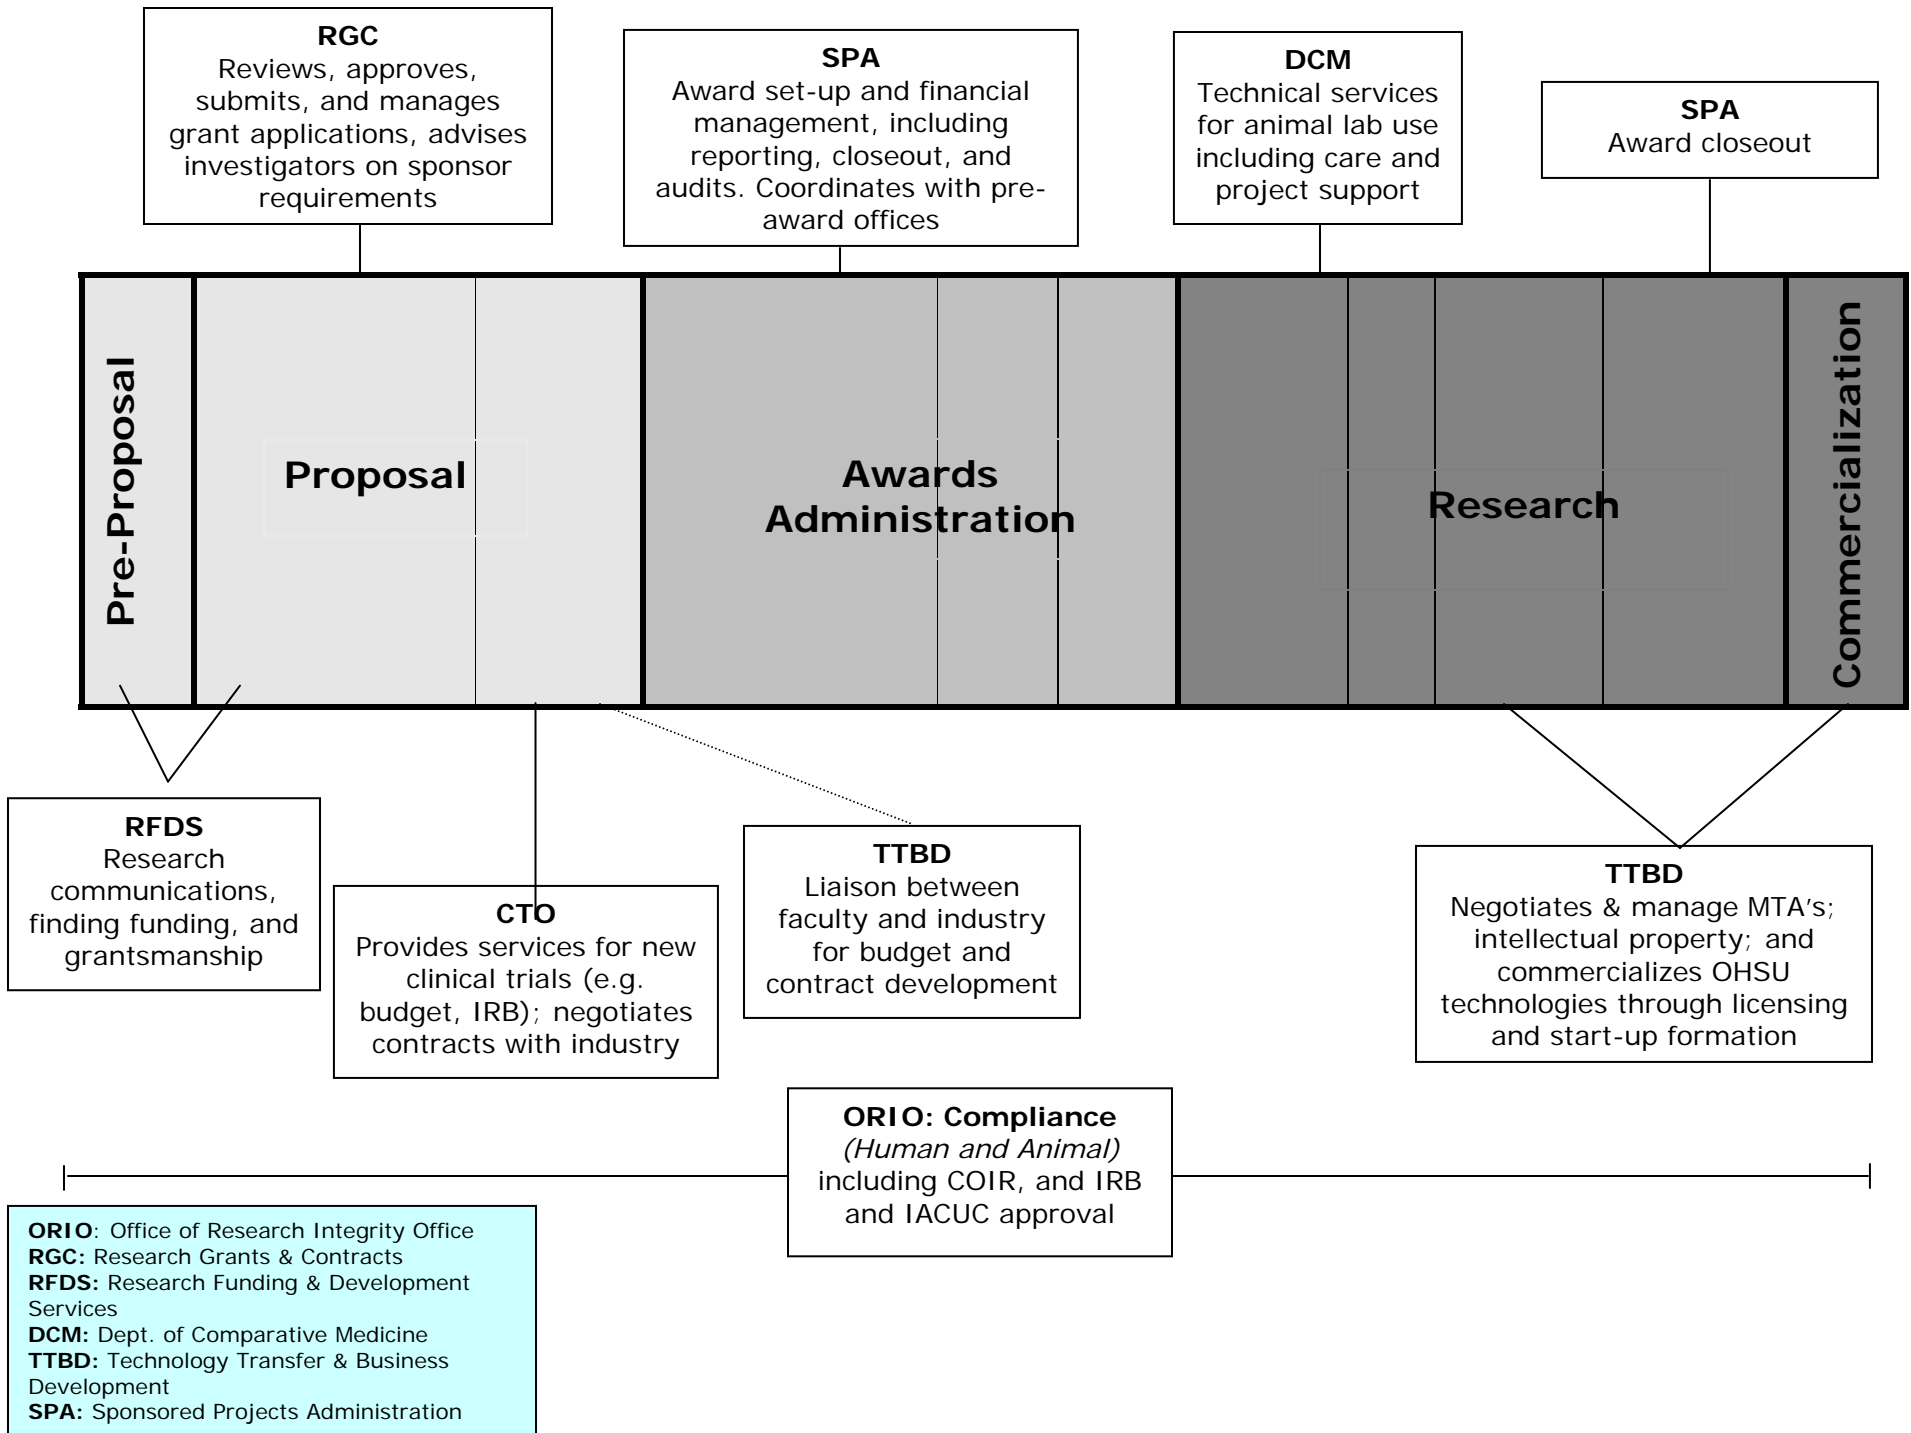 RGC
Reviews, approves,
submits, and manages
grant applications, advises
investigators on sponsor
requirements
SPA
Award set-up and financial
management, including
reporting, closeout, and
audits. Coordinates with pre-
award offices
DCM
Technical services
for animal lab use
including care and
project support
SPA
Award closeout
Pre-Proposal
Proposal
Awards
Administration
Research
Commercialization
RFDS
Research
communications,
finding funding, and
grantsmanship
CTO
Provides services for new
clinical trials (e.g.
budget, IRB); negotiates
contracts with industry
TTBD
Liaison between
faculty and industry
for budget and
contract development
TTBD
Negotiates & manage MTA's;
intellectual property; and
commercializes OHSU
technologies through licensing
and start-up formation
ORIO: Compliance
(Human and Animal)
including COIR, and IRB
and IACUC approval
ORIO: Office of Research Integrity Office
RGC: Research Grants & Contracts
RFDS: Research Funding & Development
Services
DCM: Dept. of Comparative Medicine
TTBD: Technology Transfer & Business
Development
SPA: Sponsored Projects Administration